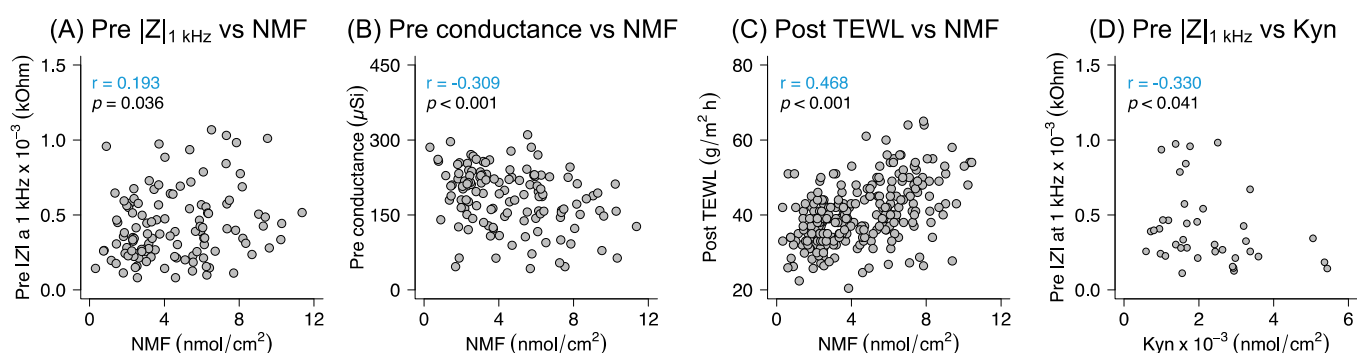 (A) Pre |Z|1 kHz vs NMF
r = 0.193
p = 0.036
Pre |Z| a 1 kHz x 10⁻³ (kOhm)
1.5
1.0
0.5
0.0
0 4 8 12
NMF (nmol/cm²)
(B) Pre conductance vs NMF
r = -0.309
p < 0.001
Pre conductance (µSi)
450
300
150
0
0 4 8 12
NMF (nmol/cm²)
(C) Post TEWL vs NMF
r = 0.468
p < 0.001
Post TEWL (g/m² h)
80
60
40
20
0 4 8 12
NMF (nmol/cm²)
(D) Pre |Z|1 kHz vs Kyn
r = -0.330
p < 0.041
Pre |Z| at 1 kHz x 10⁻³ (kOhm)
1.5
1.0
0.5
0.0
0 2 4 6
Kyn x 10⁻³ (nmol/cm²)